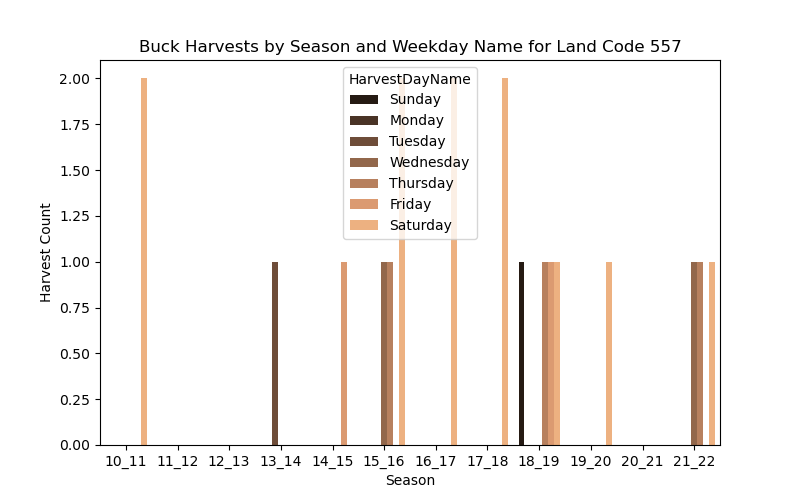 Buck Harvests by Season and Weekday Name for Land Code 557
HarvestDayName
Sunday
Monday
Tuesday
Wednesday
Thursday
Friday
Saturday
Harvest Count
2.00
1.75
1.50
1.25
1.00
0.75
0.50
0.25
0.00
10_11 11_12 12_13 13_14 14_15 15_16 16_17 17_18 18_19 19_20 20_21 21_22
Season